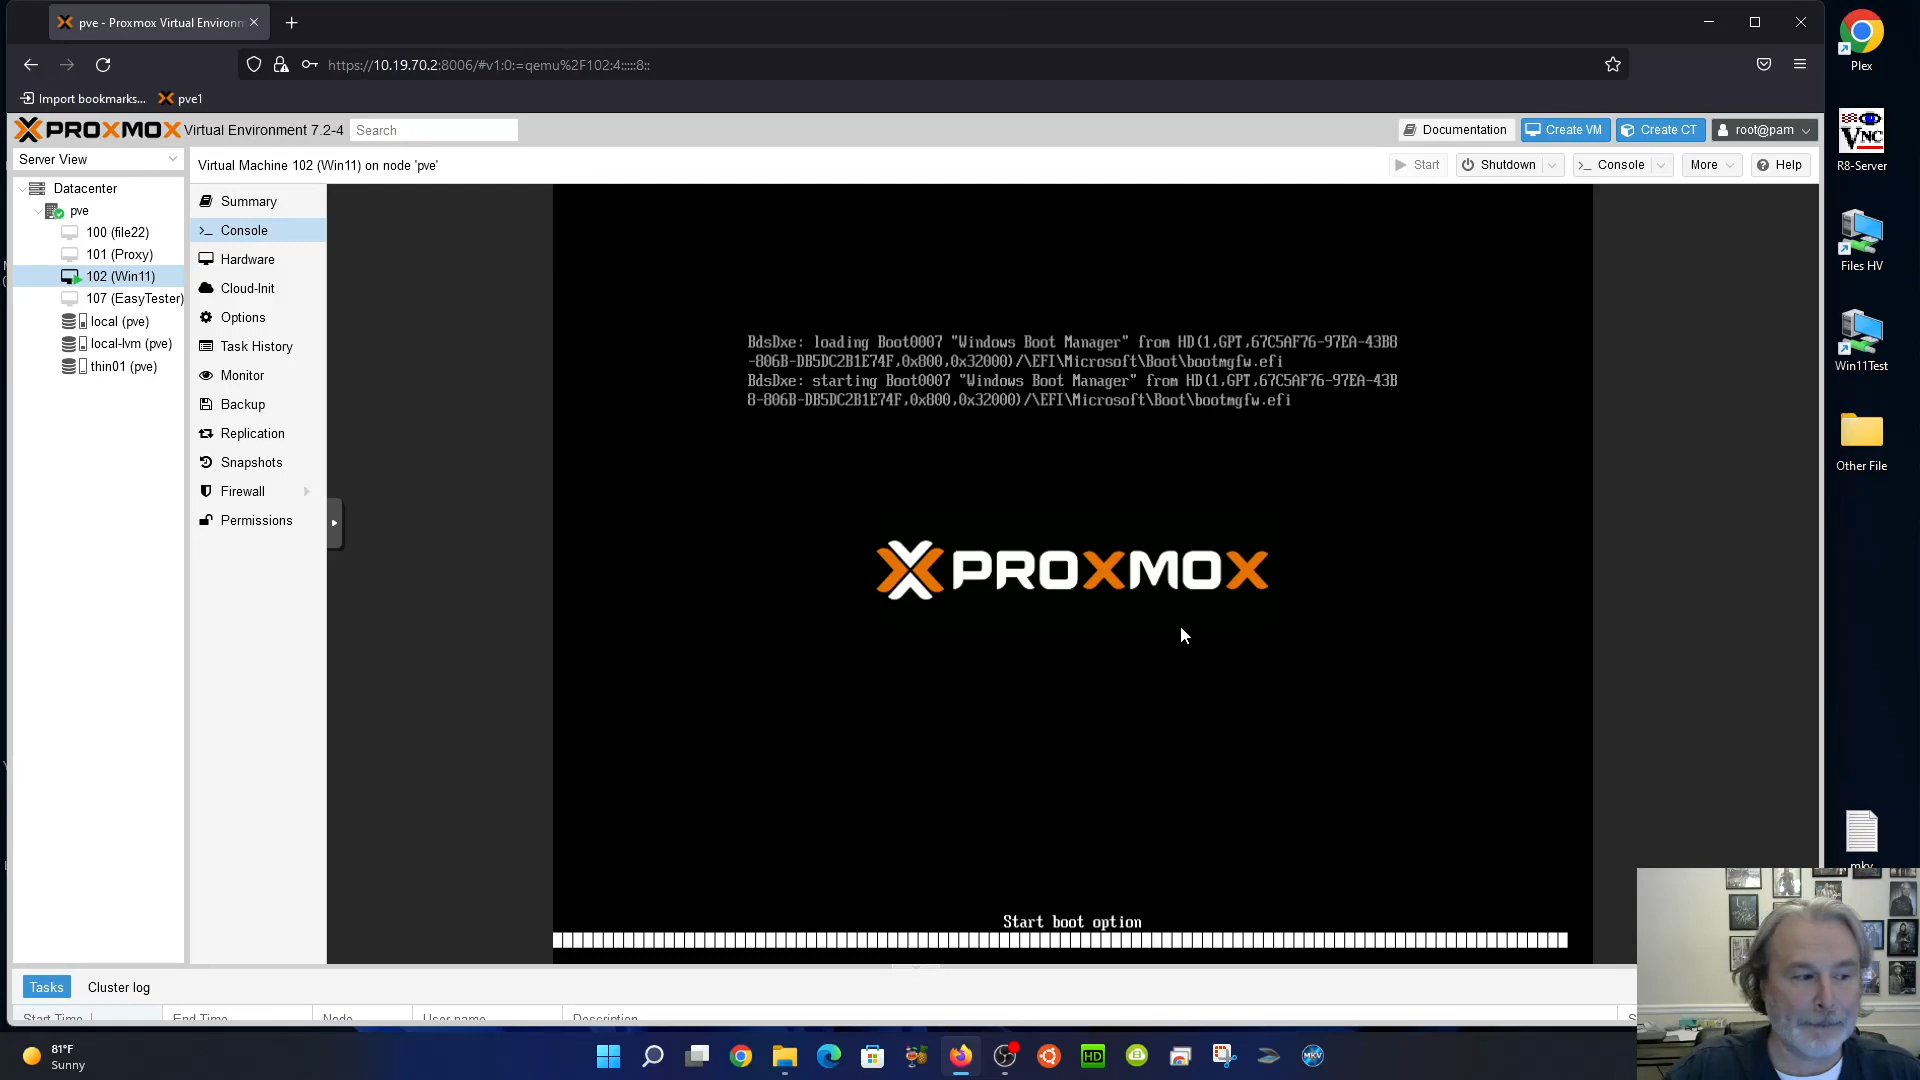 pve - Proxmox Virtual Environm
https://10.19.70.2:8006/#v1:0:=qemu%2F102:4:::::8::
Import bookmarks...
pve1
PROXMOX Virtual Environment 7.2-4
Search
Documentation
Create VM
Create CT
root@pam
Server View
Virtual Machine 102 (Win11) on node 'pve'
Start
Shutdown
Console
More
Help
Datacenter
pve
100 (file22)
101 (Proxy)
102 (Win11)
107 (EasyTester)
local (pve)
local-lvm (pve)
thin01 (pve)
Summary
Console
Hardware
Cloud-Init
Options
Task History
Monitor
Backup
Replication
Snapshots
Firewall
Permissions
BdsDxe: loading Boot0007 "Windows Boot Manager" from HD(1,GPT,67C5AF76-97EA-43B8
-806B-DB5DC2B1E74F,0x800,0x32000)/\EFI\Microsoft\Boot\bootmgfw.efi
BdsDxe: starting Boot0007 "Windows Boot Manager" from HD(1,GPT,67C5AF76-97EA-43B
8-806B-DB5DC2B1E74F,0x800,0x32000)/\EFI\Microsoft\Boot\bootmgfw.efi
PROXMOX
Start boot option
Tasks
Cluster log
Start Time
End Time
Node
User name
Description
Plex
VNC
R8-Server
Files HV
Win11Test
Other File
mkv
81°F
Sunny
HD
MKV